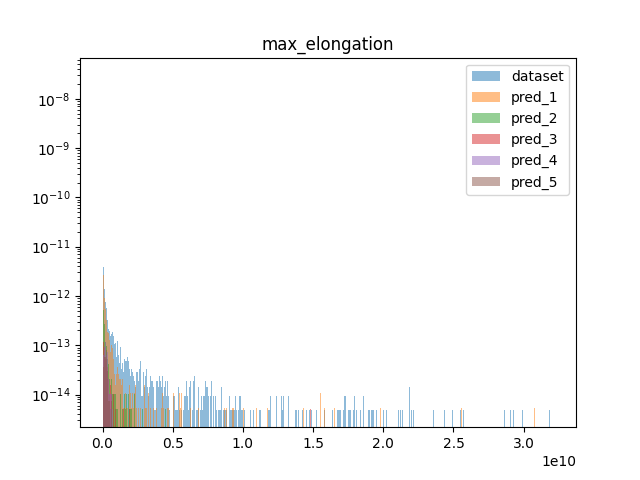 max_elongation
dataset
pred_1
pred_2
pred_3
pred_4
pred_5
10⁻⁸
10⁻⁹
10⁻¹⁰
10⁻¹¹
10⁻¹²
10⁻¹³
10⁻¹⁴
0.0 0.5 1.0 1.5 2.0 2.5 3.0
1e10